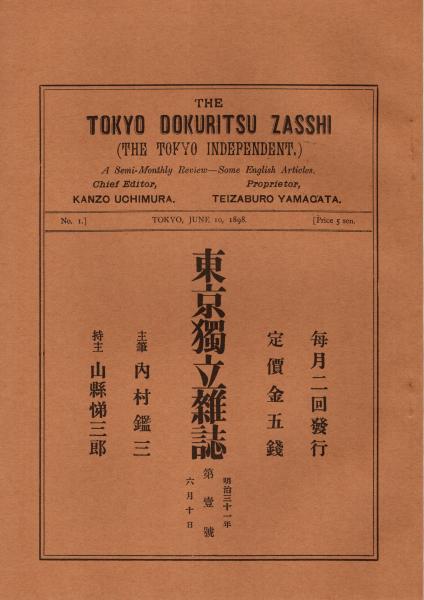 THE
TOKYO DOKURITSU ZASSHI
(THE TOKYO INDEPENDENT,)
A Semi-Monthly Review—Some English Articles.
Chief Editor,
Proprietor,
KANZO UCHIMURA.
TEIZABURO YAMAGATA.
No. 1.]
TOKYO, JUNE 10, 1898.
[Price 5 sen.
每月二回發行
定價金五錢
東京獨立雜誌
明治三十一年
第壹號
六月十日
主筆 內村鑑三
持主 山縣悌三郎